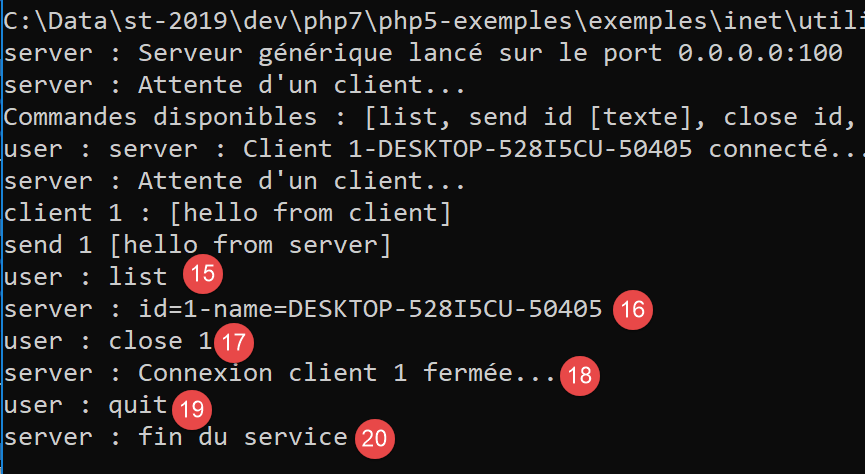 C:\Data\st-2019\dev\php7\php5-exemples\exemples\inet\utili
server : Serveur générique lancé sur le port 0.0.0.0:100
server : Attente d'un client...
Commandes disponibles : [list, send id [texte], close id,
user : server : Client 1-DESKTOP-528I5CU-50405 connecté...
server : Attente d'un client...
client 1 : [hello from client]
send 1 [hello from server]
user : list 15
server : id=1-name=DESKTOP-528I5CU-50405 16
user : close 1 17
server : Connexion client 1 fermée... 18
user : quit 19
server : fin du service 20